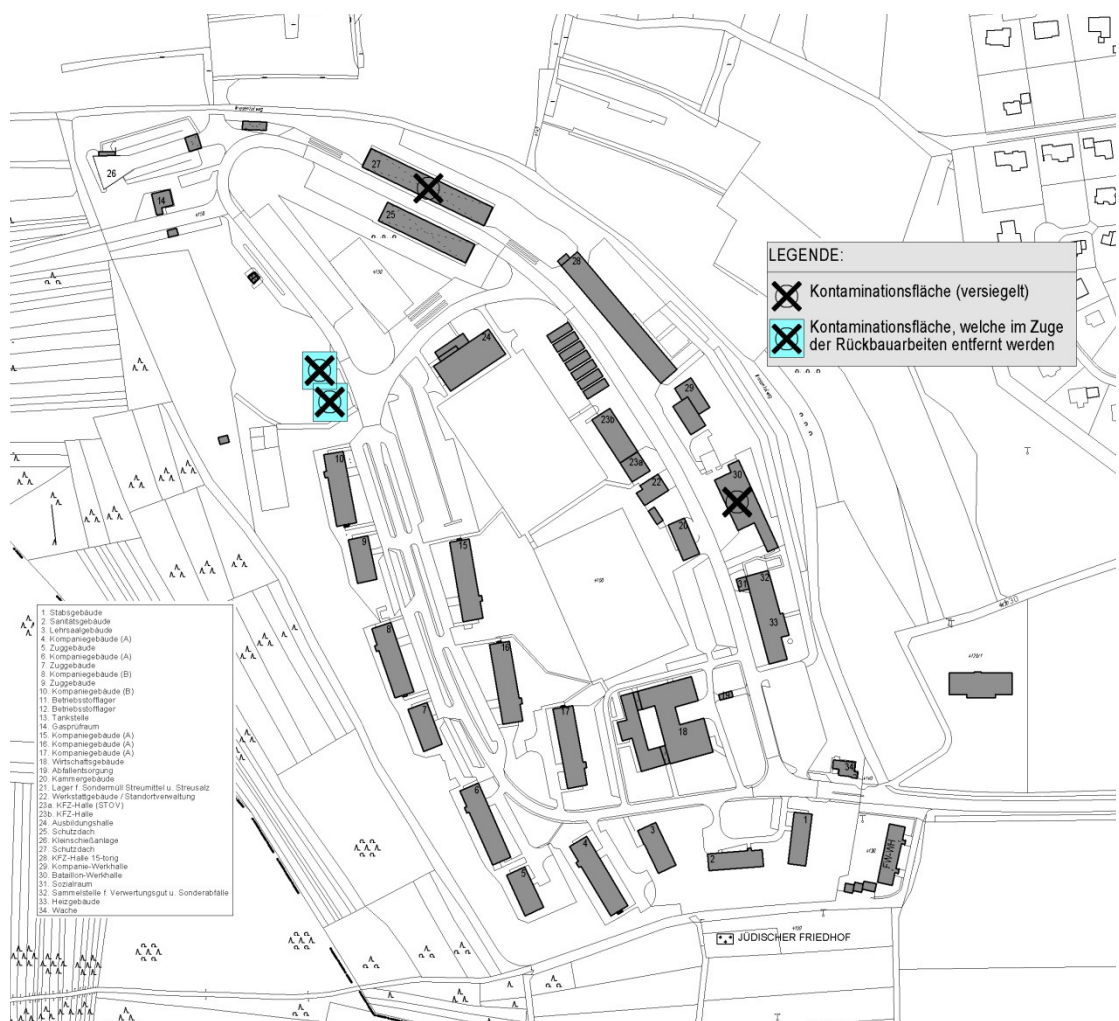 27
26
14
25
28
LEGENDE:
Kontaminationsfläche (versiegelt)
Kontaminationsfläche, welche im Zuge
der Rückbauarbeiten entfernt werden
24
29
23b
23a
10
22
30
20
9
15
31
32
33
8
16
7
17
18
34
6
3
4
2
1
5
FW-WH
JÜDISCHER FRIEDHOF
1. Stabsgebäude
2. Sanitätsgebäude
3. Lehrsaalgebäude
4. Kompaniegebäude (A)
5. Zuggebäude
6. Kompaniegebäude (A)
7. Zuggebäude
8. Kompaniegebäude (B)
9. Zuggebäude
10. Kompaniegebäude (B)
11. Betriebsstofflager
12. Betriebsstofflager
13. Tankstelle
14. Gasprüfraum
15. Kompaniegebäude (A)
16. Kompaniegebäude (A)
17. Kompaniegebäude (A)
18. Wirtschaftsgebäude
19. Abfallentsorgung
20. Kammergebäude
21. Lager f. Sondermüll Streumittel u. Streusalz
22. Werkstattgebäude / Standortverwaltung
23a. KFZ-Halle (STOV)
23b. KFZ-Halle
24. Ausbildungshalle
25. Schutzdach
26. Kleinschießanlage
27. Schutzdach
28. KFZ-Halle 15-torig
29. Kompanie-Werkhalle
30. Bataillon-Werkhalle
31. Sozialraum
32. Sammelstelle f. Verwertungsgut u. Sonderabfälle
33. Heizgebäude
34. Wache